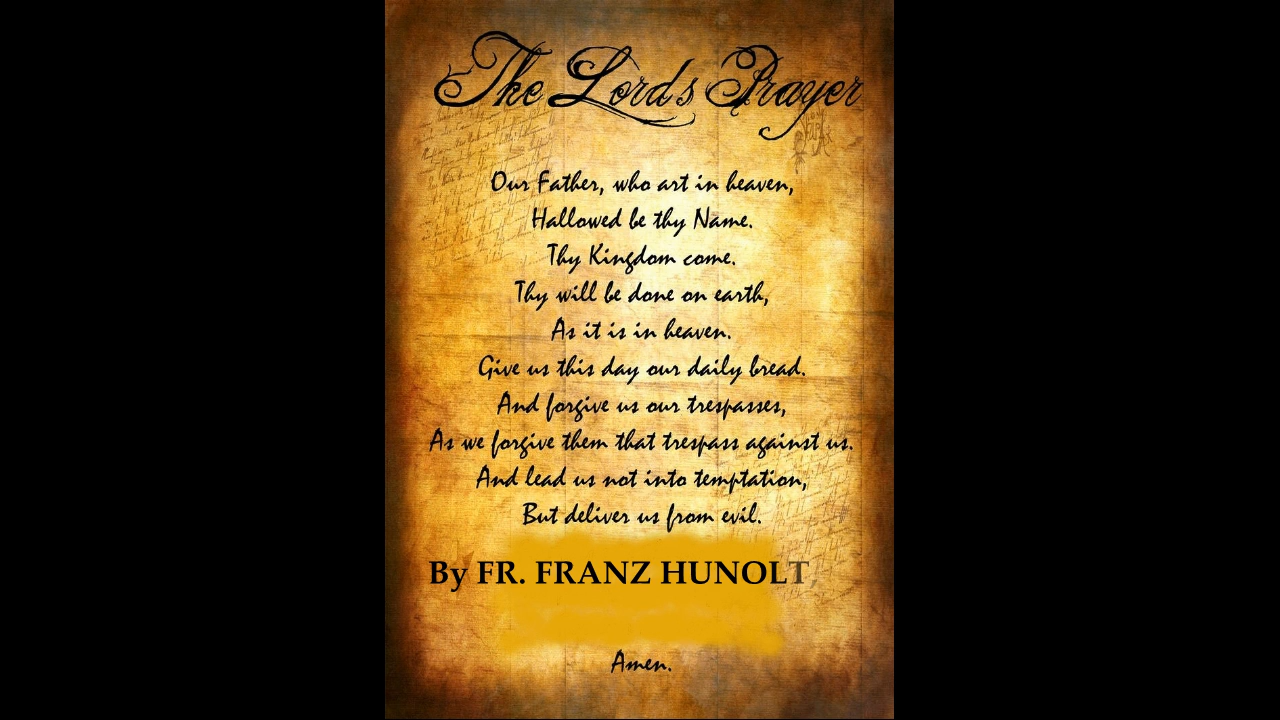 The Lord's Prayer
Our Father, who art in heaven,
Hallowed be thy Name.
Thy Kingdom come.
Thy will be done on earth,
As it is in heaven.
Give us this day our daily bread.
And forgive us our trespasses,
As we forgive them that trespass against us.
And lead us not into temptation,
But deliver us from evil.
By FR. FRANZ HUNOLT,
Amen.